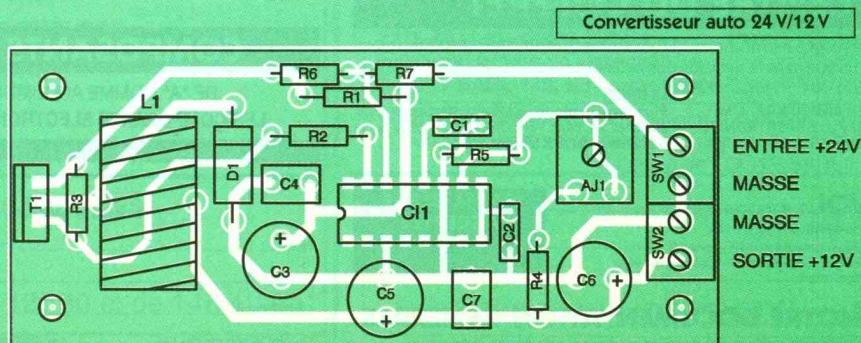 Convertisseur auto 24 V/12 V
L1
R6
R7
R1
R2
C1
R5
AJ1
SW1
ENTREE +24V
MASSE
T1
R3
D1
C4
CI1
C2
SW2
MASSE
SORTIE +12V
+
C3
C5
+
C7
R4
C6
+